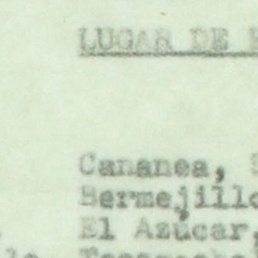 LUGAR DE
Cananea,
Bermejillo
El Azúcar,